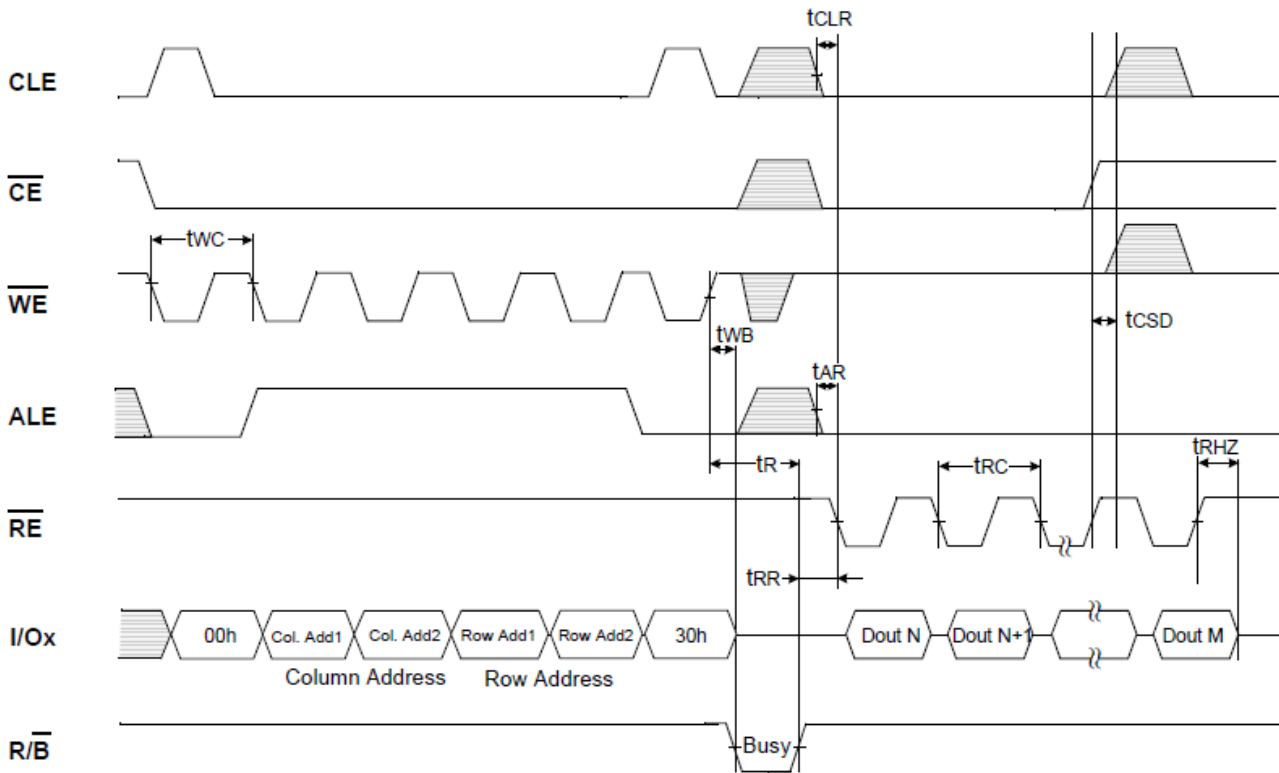 tCLR
CLE
CE
tWC
WE
tWB
tCSD
tAR
ALE
tR
tRC
tRHZ
RE
tRR
I/Ox
00h
Col. Add1
Col. Add2
Row Add1
Row Add2
30h
Dout N
Dout N+1
Dout M
Column Address
Row Address
R/B
Busy